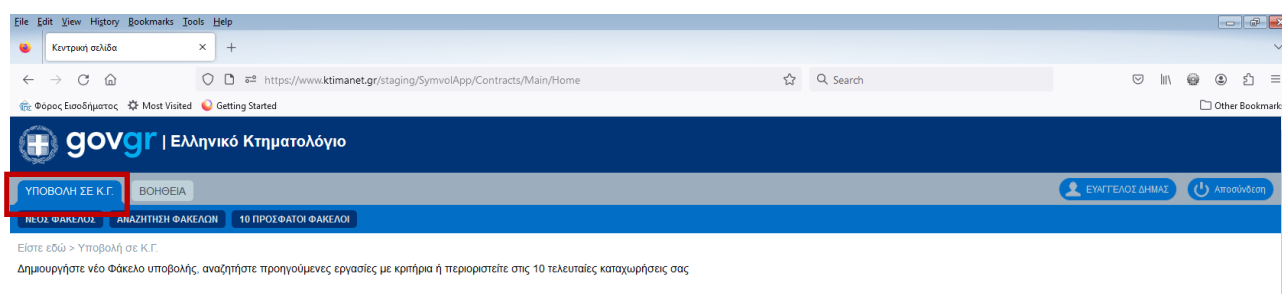 File Edit View History Bookmarks Tools Help
Κεντρική σελίδα
https://www.ktimanet.gr/staging/SymvolApp/Contracts/Main/Home Search
Φόρος Εισοδήματος Most Visited Getting Started Other Bookmark
govgr | Ελληνικό Κτηματολόγιο
ΥΠΟΒΟΛΗ ΣΕ Κ.Γ. ΒΟΗΘΕΙΑ ΕΥΑΓΓΕΛΟΣ ΔΗΜΑΣ Αποσύνδεση
ΝΕΟΣ ΦΑΚΕΛΟΣ ΑΝΑΖΗΤΗΣΗ ΦΑΚΕΛΩΝ 10 ΠΡΟΣΦΑΤΟΙ ΦΑΚΕΛΟΙ
Είστε εδώ > Υποβολή σε Κ.Γ.
Δημιουργήστε νέο Φάκελο υποβολής, αναζητήστε προηγούμενες εργασίες με κριτήρια ή περιοριστείτε στις 10 τελευταίες καταχωρήσεις σας